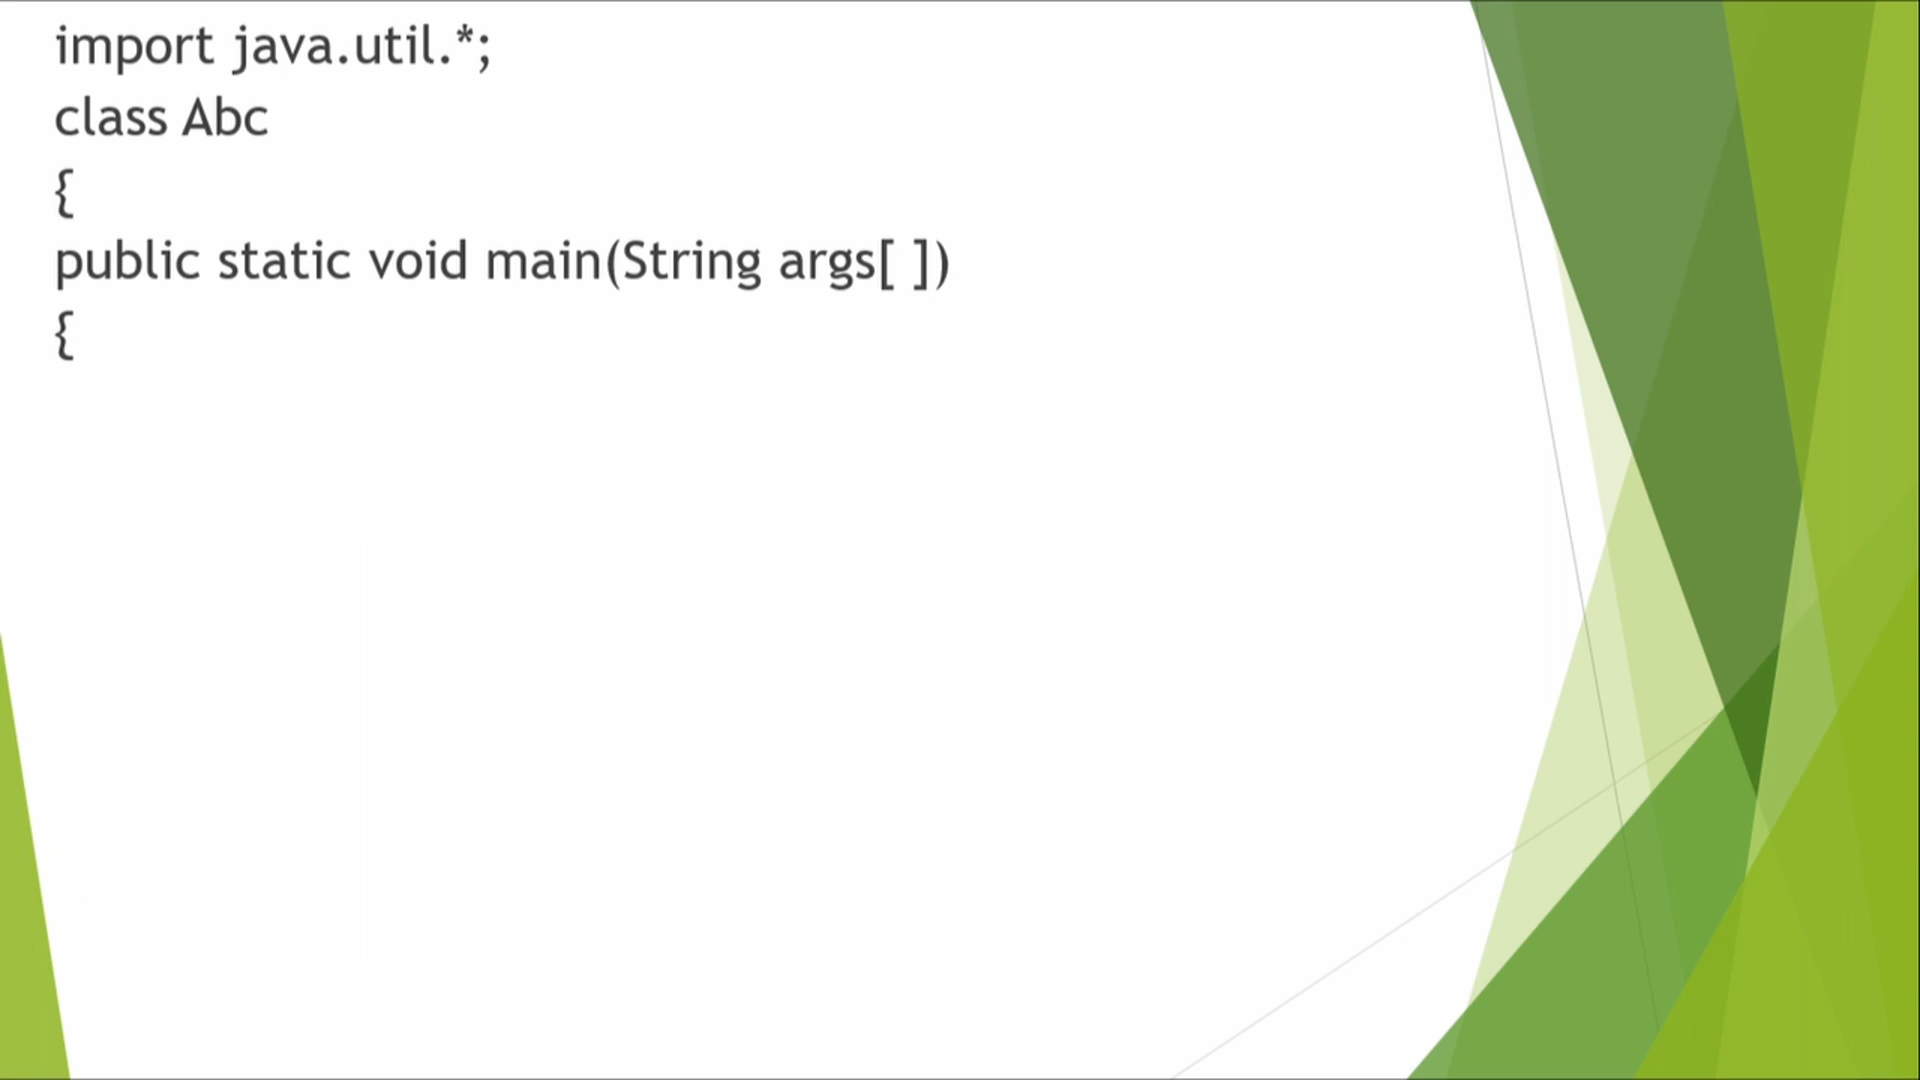 import java.util.*;
class Abc
{
public static void main(String args[ ])
{